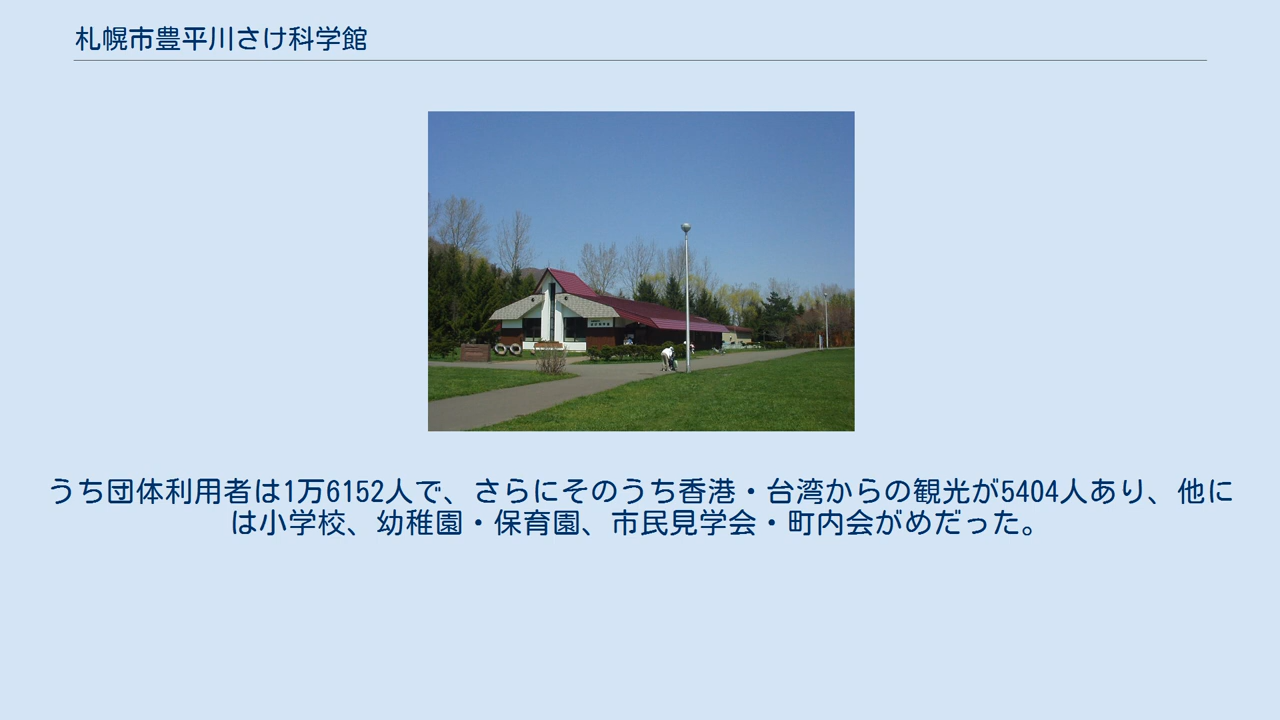 札幌市豊平川さけ科学館
うち団体利用者は1万6152人で、さらにそのうち香港・台湾からの観光が5404人あり、他に
は小学校、幼稚園・保育園、市民見学会・町内会がめだった。